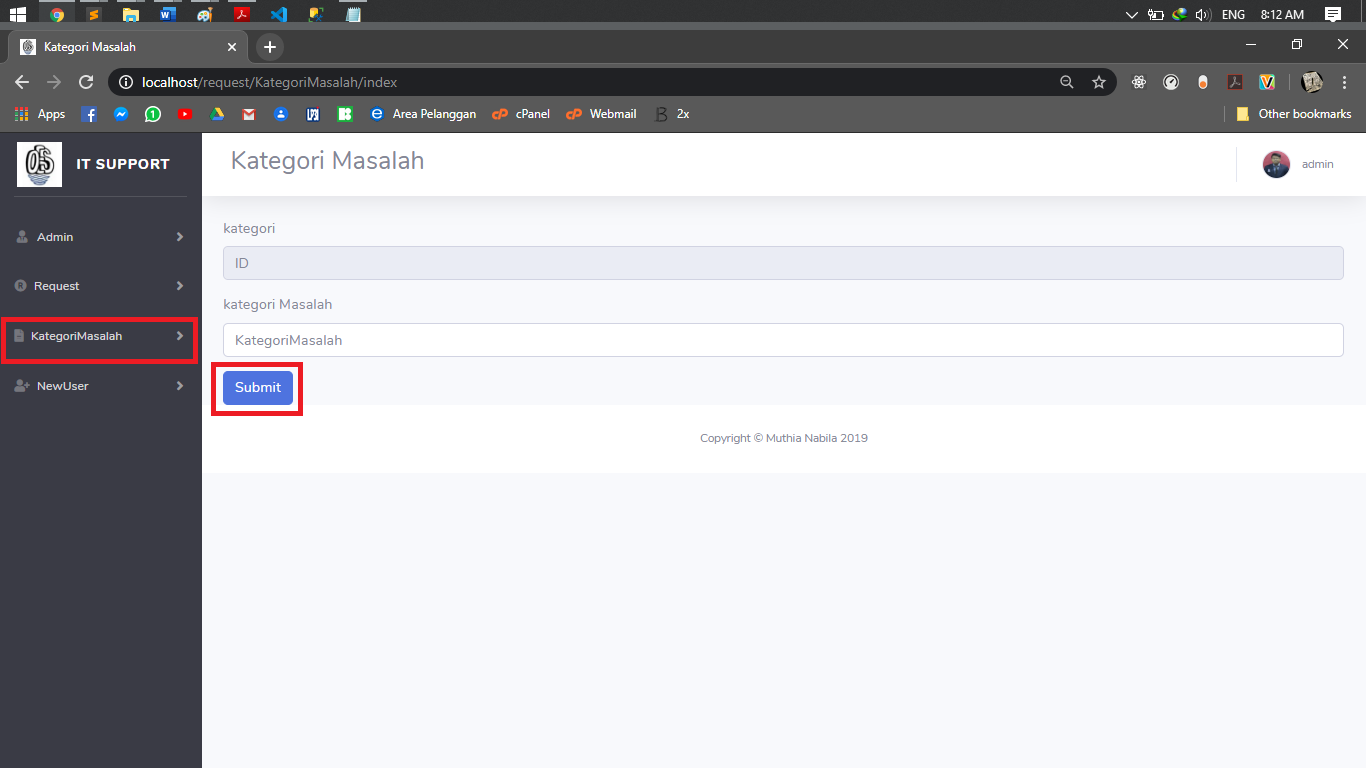 ENG 8:12 AM
Kategori Masalah
localhost/request/KategoriMasalah/index
Apps Area Pelanggan cPanel Webmail 2x Other bookmarks
IT SUPPORT
Kategori Masalah
admin
Admin
Request
KategoriMasalah
NewUser
kategori
ID
kategori Masalah
KategoriMasalah
Submit
Copyright © Muthia Nabila 2019